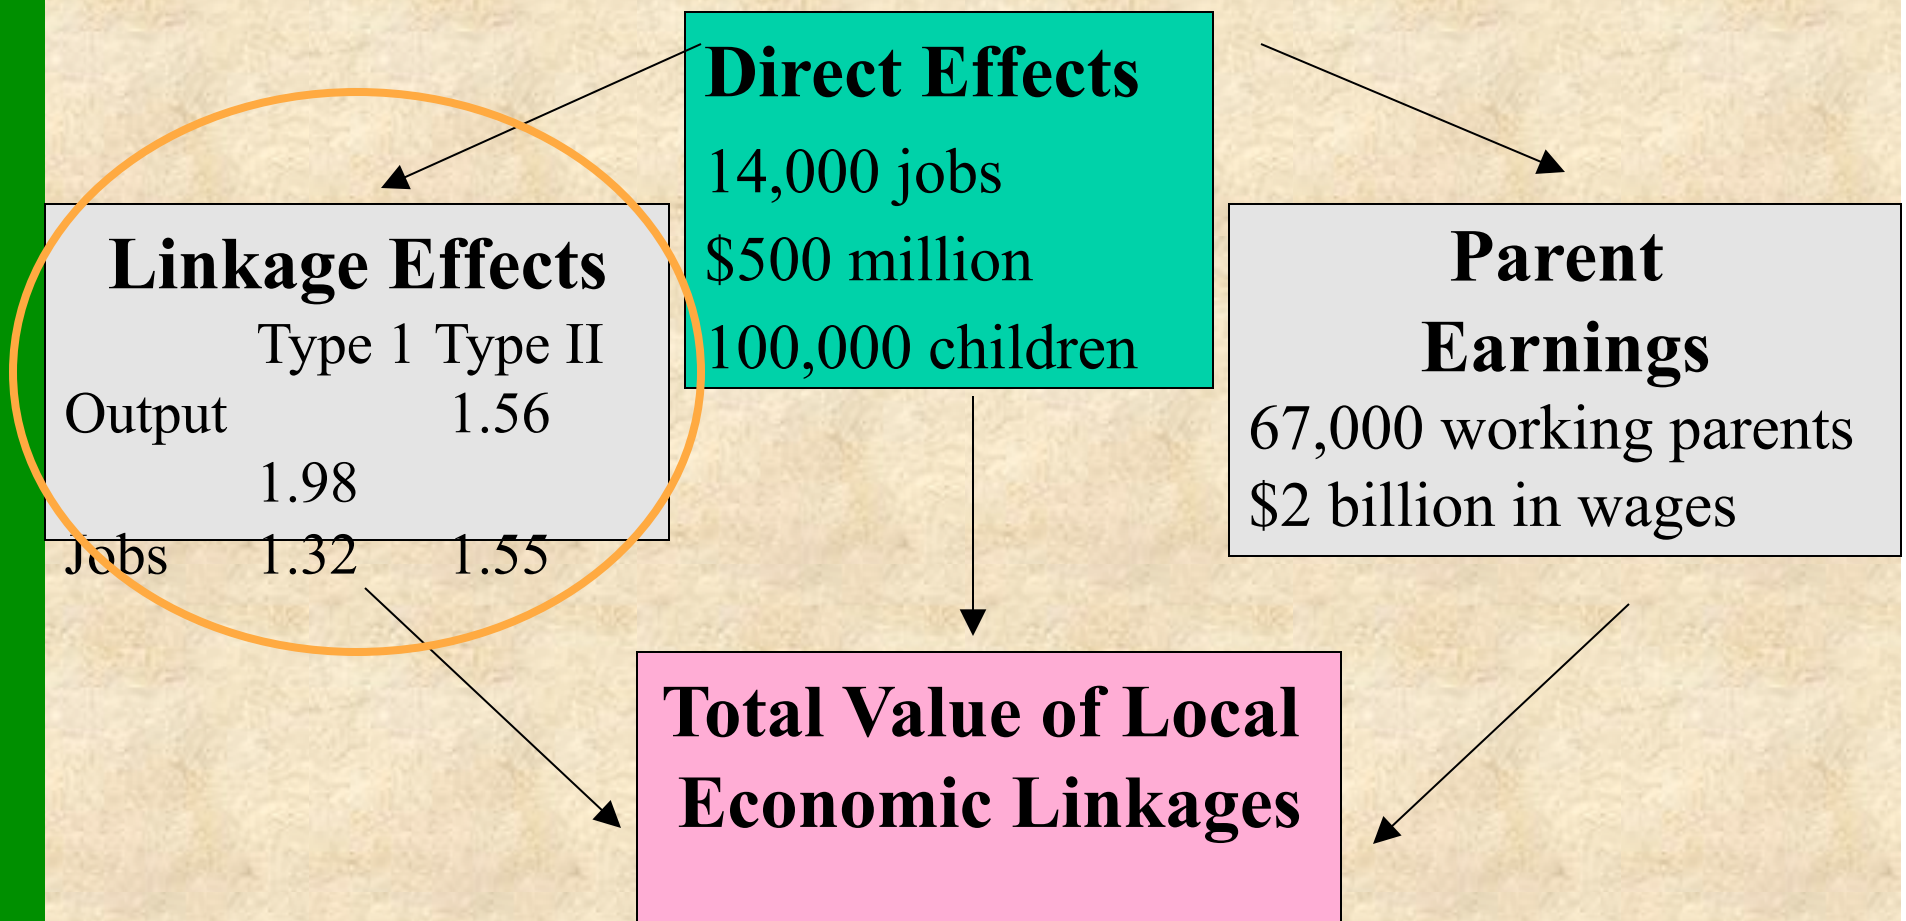 Direct Effects
14,000 jobs
$500 million
100,000 children
Linkage Effects
Type 1 Type II
Output 1.56
1.98
Jobs 1.32 1.55
Parent
Earnings
67,000 working parents
$2 billion in wages
Total Value of Local
Economic Linkages